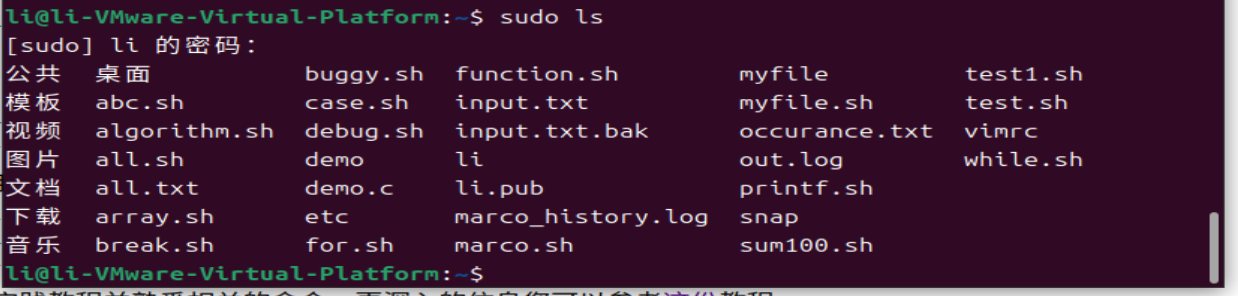 li@li-VMware-Virtual-Platform:~$ sudo ls
[sudo] li 的密码：
公共 桌面 buggy.sh function.sh myfile test1.sh
模板 abc.sh case.sh input.txt myfile.sh test.sh
视频 algorithm.sh debug.sh input.txt.bak occurance.txt vimrc
图片 all.sh demo li out.log while.sh
文档 all.txt demo.c li.pub printf.sh
下载 array.sh etc marco_history.log snap
音乐 break.sh for.sh marco.sh sum100.sh
li@li-VMware-Virtual-Platform:~$